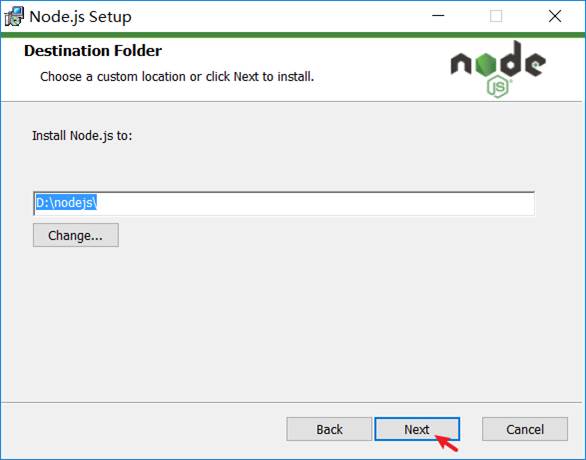 Node.js Setup
Destination Folder
Choose a custom location or click Next to install.
node
JS
Install Node.js to:
D:\nodejs\
Change...
Back Next Cancel